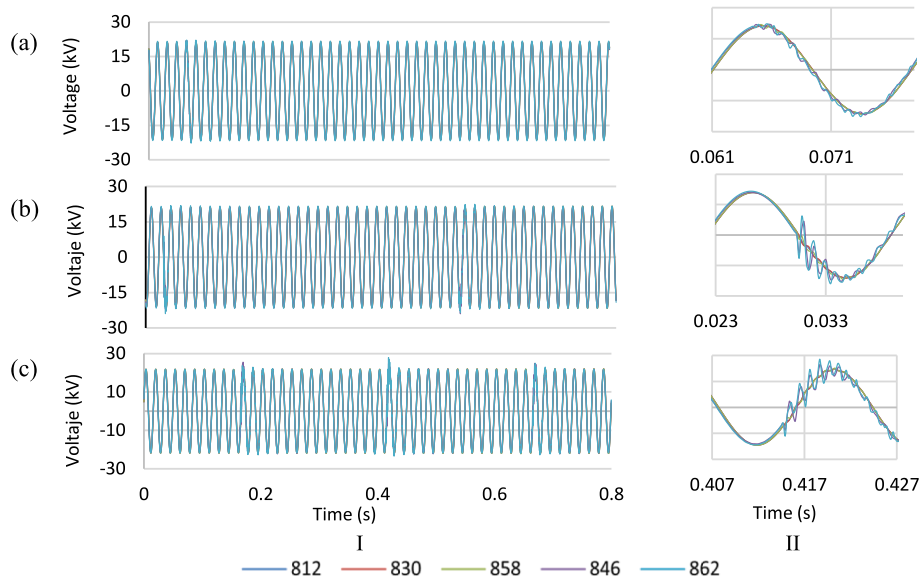 (a)
Voltage (kV)
30
15
0
-15
-30
0.061 0.071
(b)
Voltaje (kV)
30
15
0
-15
-30
0.023 0.033
(c)
Voltaje (kV)
30
10
-10
-30
0 0.2 0.4 0.6 0.8
Time (s)
I
0.407 0.417 0.427
Time (s)
II
812 830 858 846 862